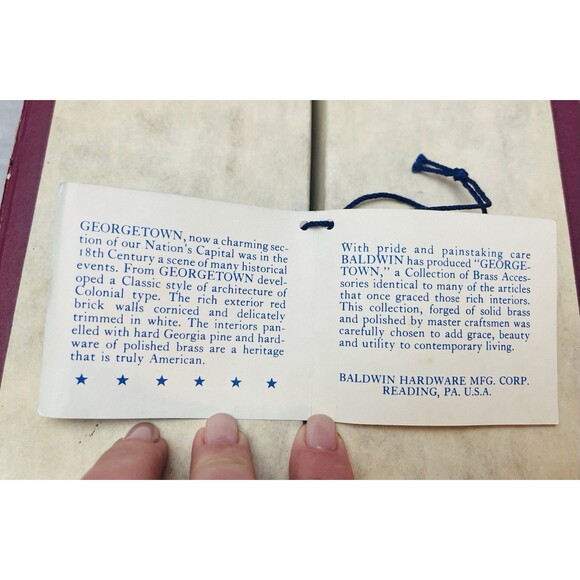 GEORGETOWN, now a charming sec-
tion of our Nation's Capital was in the
18th Century a scene of many historical
events. From GEORGETOWN devel-
oped a Classic style of architecture of
Colonial type. The rich exterior red
brick walls corniced and delicately
trimmed in white. The interiors pan-
elled with hard Georgia pine and hard-
ware of polished brass are a heritage
that is truly American.
★ ★ ★ ★ ★ ★
With pride and painstaking care
BALDWIN has produced "GEORGE-
TOWN," a Collection of Brass Acces-
sories identical to many of the articles
that once graced those rich interiors.
This collection, forged of solid brass
and polished by master craftsmen was
carefully chosen to add grace, beauty
and utility to contemporary living.
BALDWIN HARDWARE MFG. CORP.
READING, PA. U.S.A.